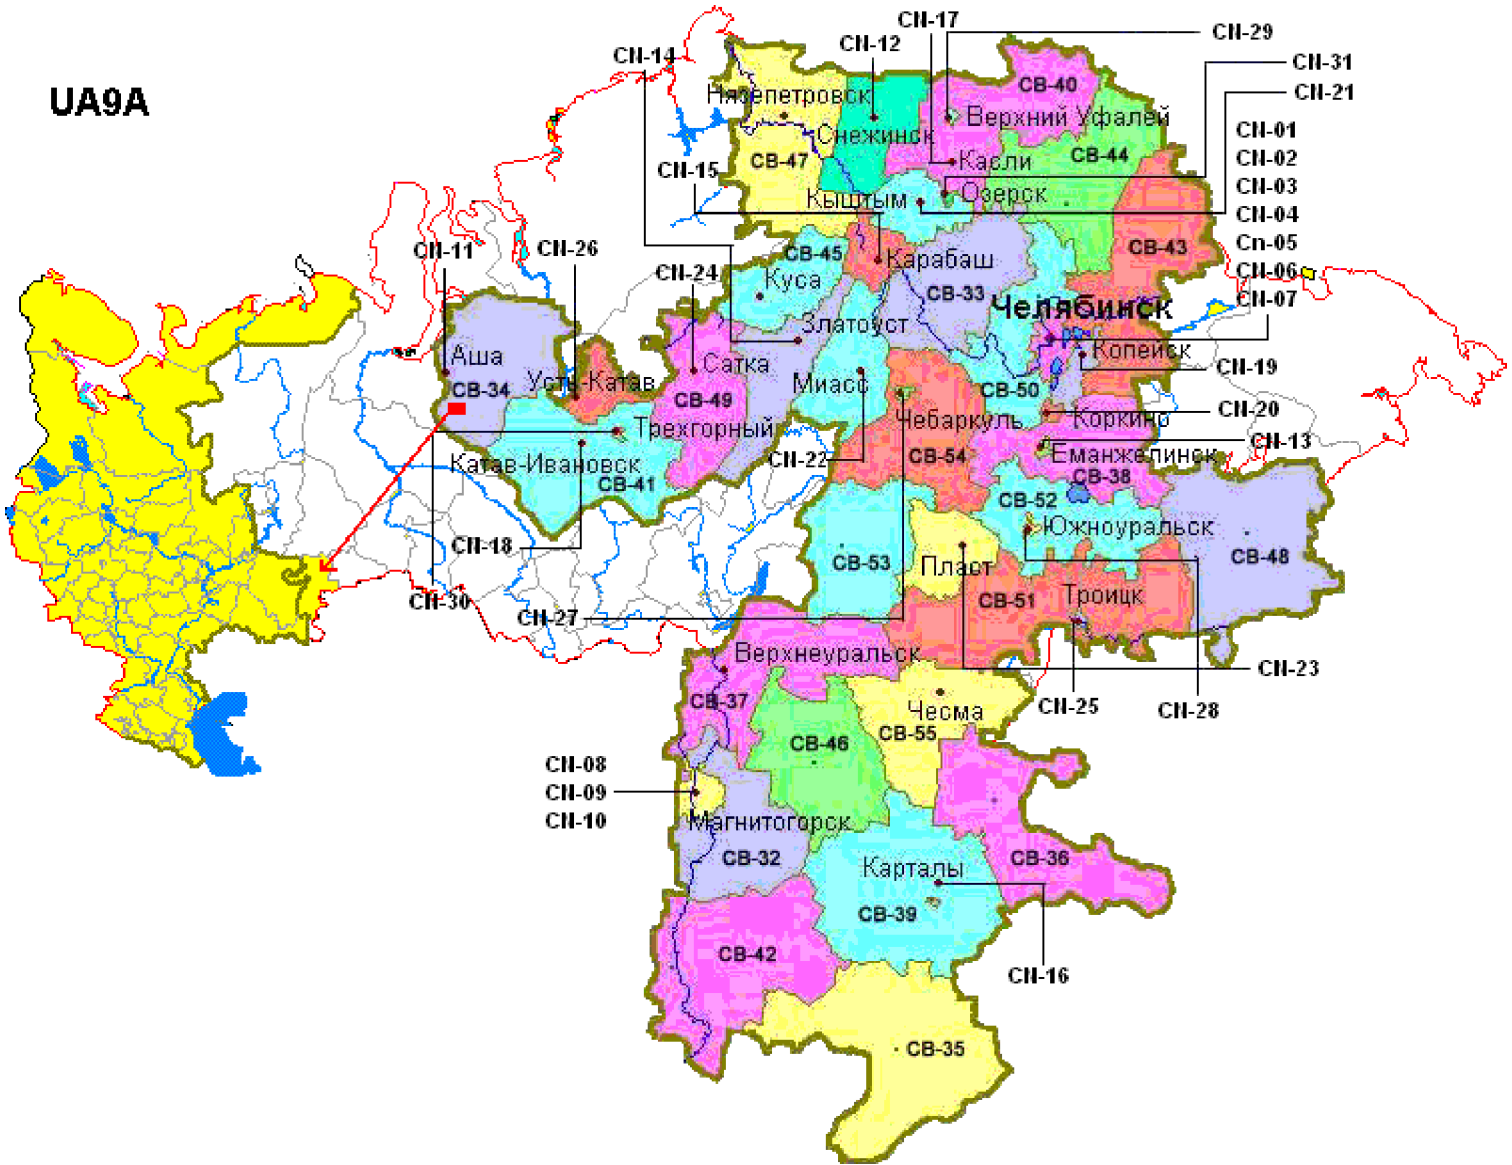 CN-17
CN-29
CN-12
CN-14
CN-31
CB-40
CN-21
UA9A
Нязепетровск
Верхний Уфалей
Снежинск
CN-01
CN-02
CB-44
CB-47
Касли
CN-15
CN-03
Кыштым
Озерск
CN-04
CN-11
CN-26
CB-45
Карабаш
CB-43
Cn-05
CN-24
Куса
CB-33
CN-06
CN-07
Челябинск
Златоуст
Аша
Копейск
Сатка
CN-19
Усть-Катав
Миасс
CB-34
CB-50
CB-49
CN-20
Чебаркуль
Коркино
Трехгорный
CN-13
Еманжелинск
CN-22
CB-54
Катав-Ивановск
CB-41
CB-38
CB-52
Южноуральск
CN-18
CB-48
CB-53
Пласт
CN-30
CB-51
Троицк
CN-27
Верхнеуральск
CN-23
CB-37
CN-25
CN-28
Чесма
CB-55
CB-46
CN-08
CN-09
CN-10
Магнитогорск
CB-32
CB-36
Карталы
CB-39
CB-42
CN-16
CB-35